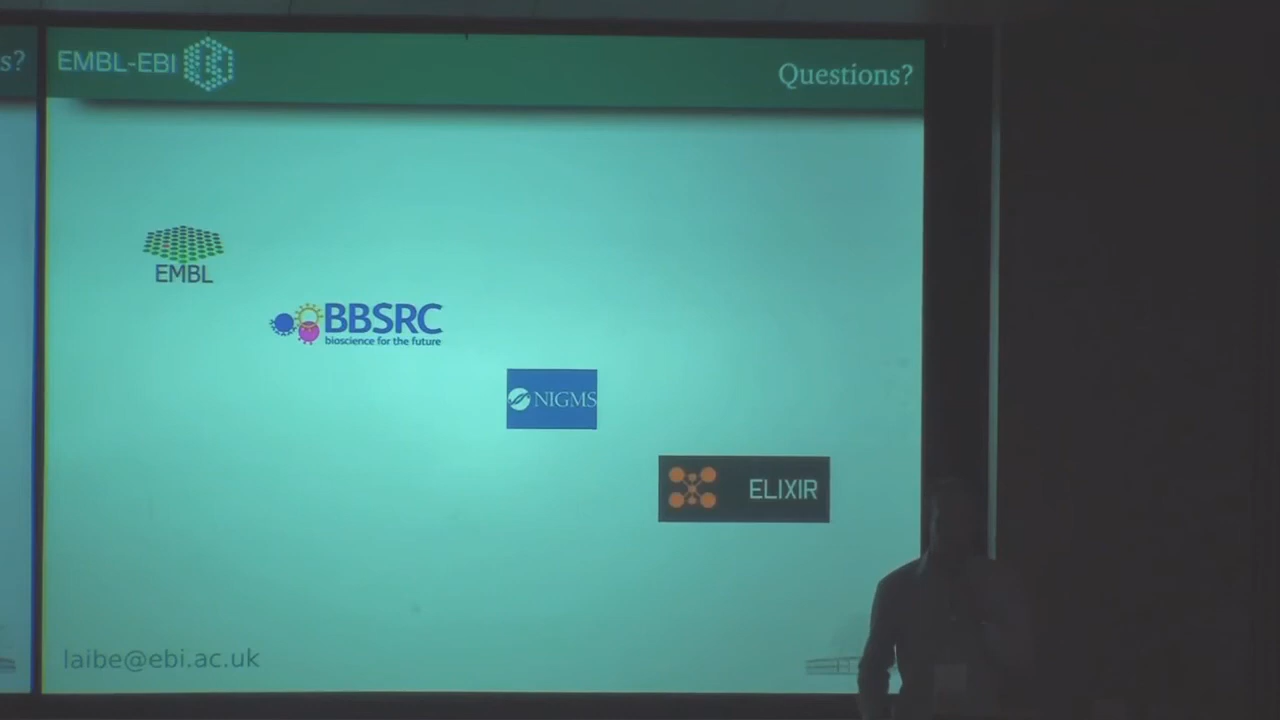 s?
EMBL-EBI
Questions?
EMBL
BBSRC
bioscience for the future
NIGMS
ELIXIR
laibe@ebi.ac.uk